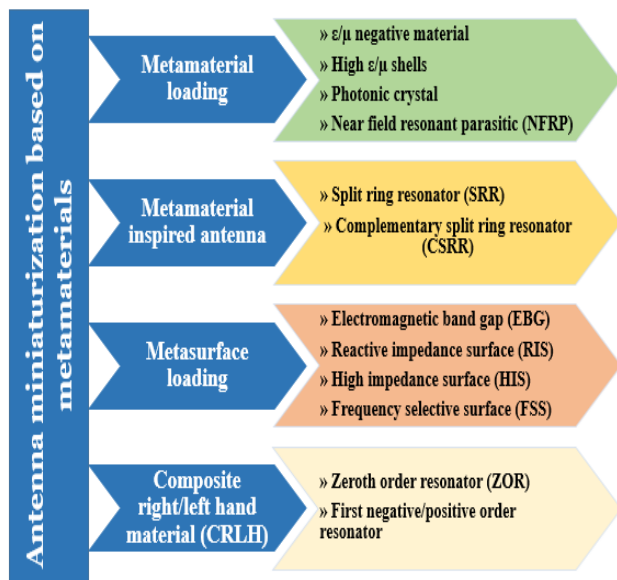 Antenna miniaturization based on
metamaterials
Metamaterial
loading
» ε/μ negative material
» High ε/μ shells
» Photonic crystal
» Near field resonant parasitic (NFRP)
Metamaterial
inspired antenna
» Split ring resonator (SRR)
» Complementary split ring resonator
(CSRR)
Metasurface
loading
» Electromagnetic band gap (EBG)
» Reactive impedance surface (RIS)
» High impedance surface (HIS)
» Frequency selective surface (FSS)
Composite
right/left hand
material (CRLH)
» Zeroth order resonator (ZOR)
» First negative/positive order
resonator